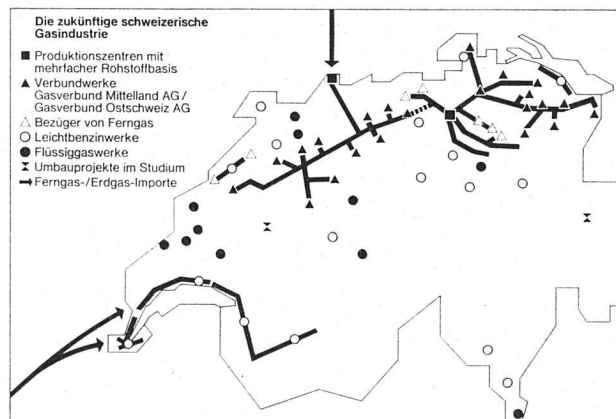 Die zukünftige schweizerische
Gasindustrie
Produktionszentren mit
mehrfacher Rohstoffbasis
Verbundwerke
Gasverbund Mittelland AG/
Gasverbund Ostschweiz AG
Bezüger von Ferngas
Leichtbenzinwerke
Flüssiggaswerke
Umbauprojekte im Studium
Ferngas-/Erdgas-Importe